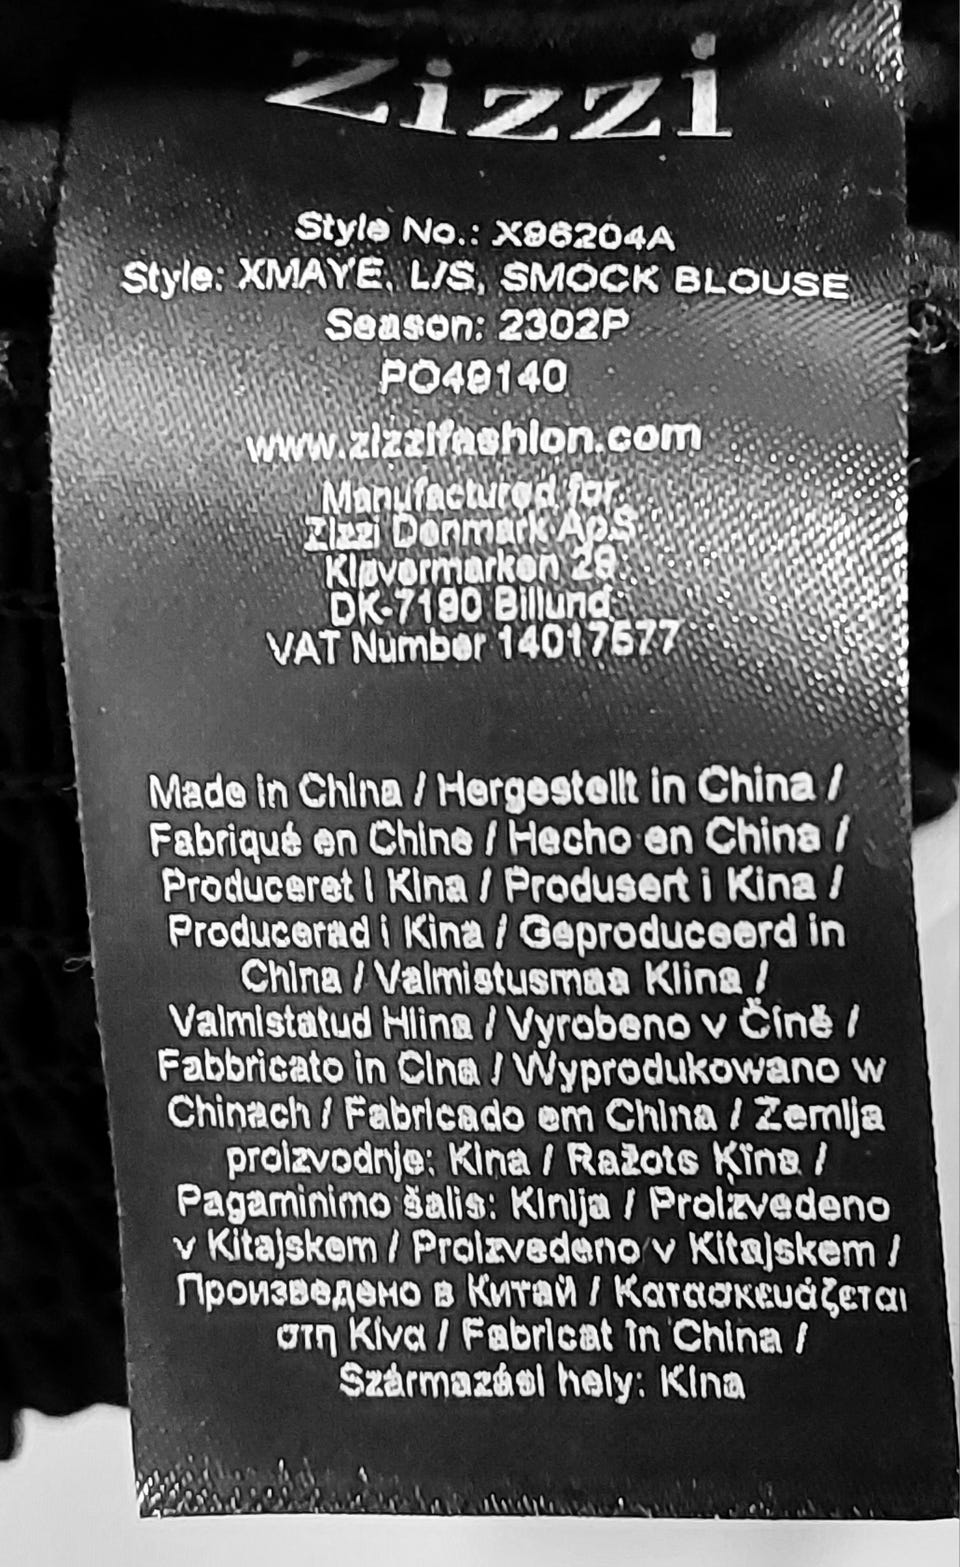 Zizzi
Style No.: X96204A
Style: XMAYE, L/S, SMOCK BLOUSE
Season: 2302P
PO49140
www.zizzifashion.com
Manufactured for
Zizzi Denmark ApS
Kløvermarken 29
DK-7190 Billund
VAT Number 14017577
Made in China / Hergestellt in China /
Fabriqué en Chine / Hecho en China /
Produceret i Kina / Produsert i Kina /
Producerad i Kina / Geproduceerd in
China / Valmistusmaa Kiina /
Valmistatud Hiina / Vyrobeno v Číně /
Fabbricato in Cina / Wyprodukowano w
Chinach / Fabricado em China / Zemlja
proizvodnje: Kina / Ražots Ķīna /
Pagaminimo šalis: Kinija / Proizvedeno
v Kitajskem / Proizvedeno v Kitajskem /
Произведено в Китай / Κατασκευάζεται
στη Κίνα / Fabricat în China /
Származási hely: Kína